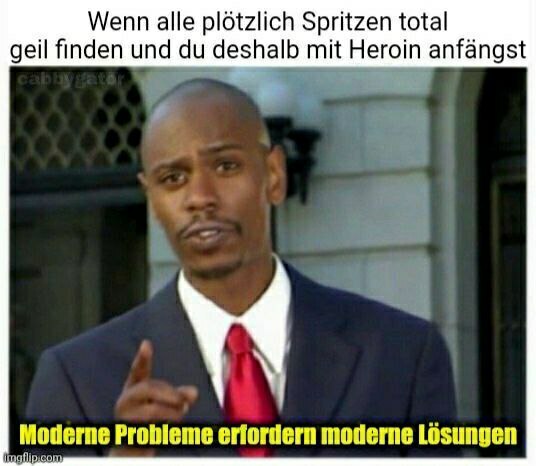 Wenn alle plötzlich Spritzen total
geil finden und du deshalb mit Heroin anfängst
cabbygator
Moderne Probleme erfordern moderne Lösungen
imgflip.com